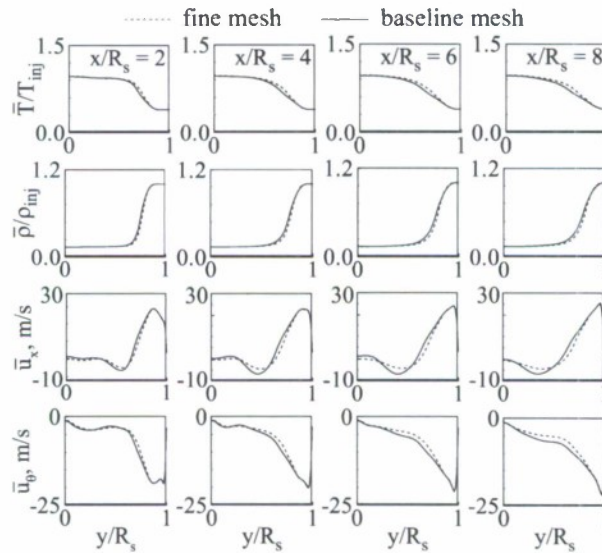 fine mesh baseline mesh
1.5 1.5 1.5 1.5
x/Rs = 2 x/Rs = 4 x/Rs = 6 x/Rs = 8
T̄/Tinj
0.0 0.0 0.0 0.0
0 1 0 1 0 1 0 1
1.2 1.2 1.2 1.2
ρ̄/ρinj
0.0 0.0 0.0 0.0
0 1 0 1 0 1 0 1
30 30 30 30
ūx, m/s
-10 -10 -10 -10
0 1 0 1 0 1 0 1
0 0 0 0
ūθ, m/s
-25 -25 -25 -25
0 1 0 1 0 1 0 1
y/Rs y/Rs y/Rs y/Rs